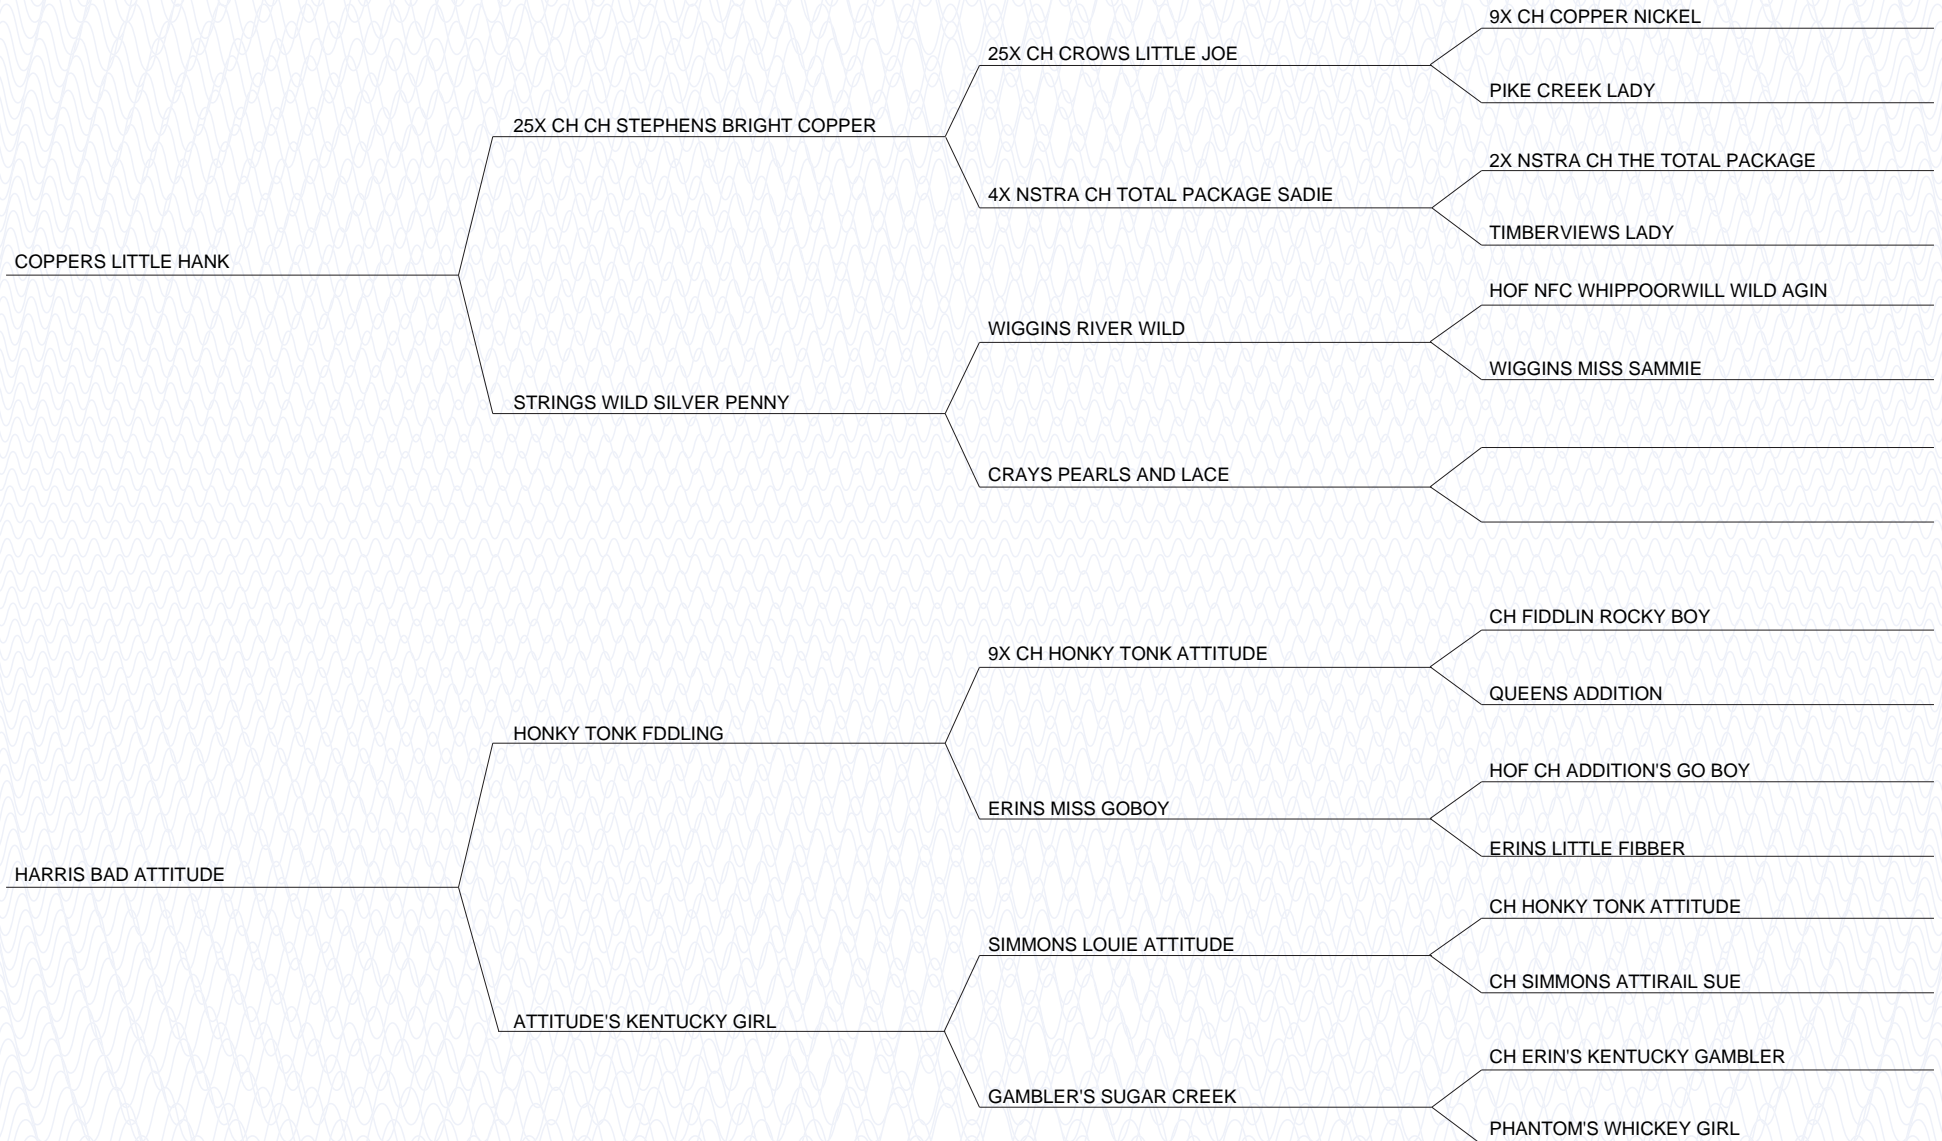 9X CH COPPER NICKEL
25X CH CROWS LITTLE JOE
PIKE CREEK LADY
25X CH CH STEPHENS BRIGHT COPPER
2X NSTRA CH THE TOTAL PACKAGE
4X NSTRA CH TOTAL PACKAGE SADIE
TIMBERVIEWS LADY
COPPERS LITTLE HANK
HOF NFC WHIPPOORWILL WILD AGIN
WIGGINS RIVER WILD
WIGGINS MISS SAMMIE
STRINGS WILD SILVER PENNY
CRAYS PEARLS AND LACE
CH FIDDLIN ROCKY BOY
9X CH HONKY TONK ATTITUDE
QUEENS ADDITION
HONKY TONK FDDLING
HOF CH ADDITION'S GO BOY
ERINS MISS GOBOY
ERINS LITTLE FIBBER
HARRIS BAD ATTITUDE
CH HONKY TONK ATTITUDE
SIMMONS LOUIE ATTITUDE
CH SIMMONS ATTIRAIL SUE
ATTITUDE'S KENTUCKY GIRL
CH ERIN'S KENTUCKY GAMBLER
GAMBLER'S SUGAR CREEK
PHANTOM'S WHICKEY GIRL